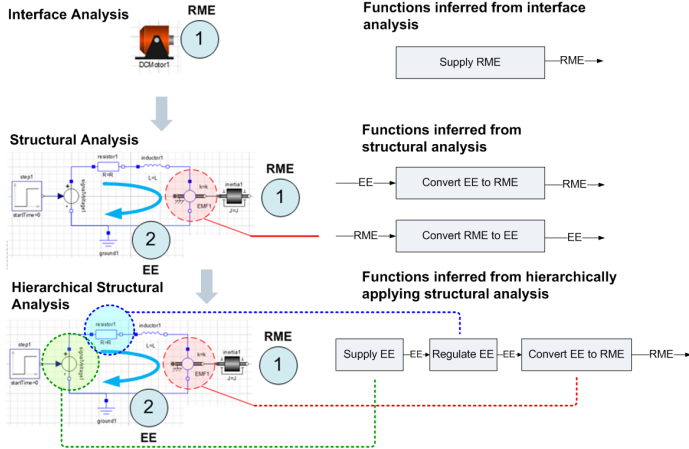 Interface Analysis
RME
1
DCMotor1
Functions inferred from interface
analysis
Supply RME
RME
Structural Analysis
resistor1
inductor1
step1
R=R
L=L
signalVoltage1
k=k
EMF1
inertia1
J=J
startTime=0
ground1
RME
1
2
EE
Functions inferred from
structural analysis
EE
Convert EE to RME
RME
RME
Convert RME to EE
EE
Hierarchical Structural
Analysis
resistor1
inductor1
step1
R=R
L=L
signalVoltage1
k=k
EMF1
inertia1
J=J
startTime=0
ground1
RME
1
2
EE
Functions inferred from hierarchically
applying structural analysis
Supply EE
EE
Regulate EE
EE
Convert EE to RME
RME